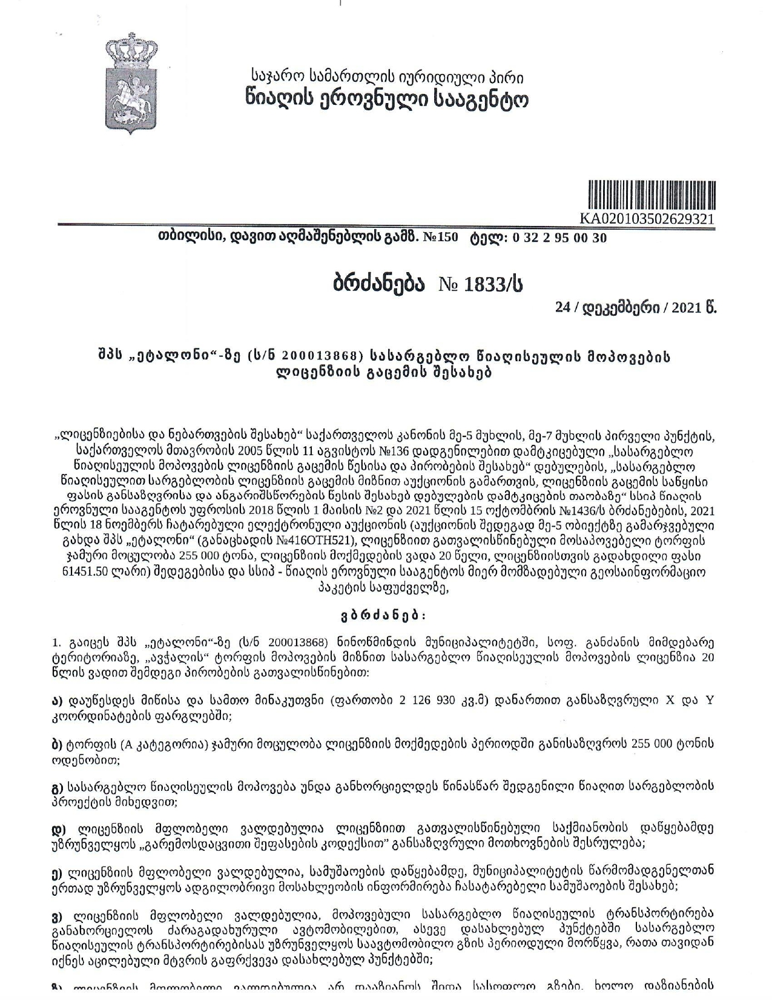 საჯარო სამართლის იურიდიული პირი
წიაღის ეროვნული სააგენტო
KA020103502629321
თბილისი, დავით აღმაშენებლის გამზ. №150 ტელ: 0 32 2 95 00 30
ბრძანება № 1833/ს
24 / დეკემბერი / 2021 წ.
შპს „ეტალონი“-ზე (ს/ნ 200013868) სასარგებლო წიაღისეულის მოპოვების
ლიცენზიის გაცემის შესახებ
„ლიცენზიებისა და ნებართვების შესახებ“ საქართველოს კანონის მე-5 მუხლის, მე-7 მუხლის პირველი პუნქტის,
საქართველოს მთავრობის 2005 წლის 11 აგვისტოს №136 დადგენილებით დამტკიცებული „სასარგებლო
წიაღისეულის მოპოვების ლიცენზიის გაცემის წესისა და პირობების შესახებ“ დებულების, „სასარგებლო
წიაღისეულით სარგებლობის ლიცენზიის გაცემის მიზნით აუქციონის გამართვის, ლიცენზიის გაცემის საწყისი
ფასის განსაზღვრისა და ანგარიშსწორების წესის შესახებ დებულების დამტკიცების თაობაზე“ სსიპ წიაღის
ეროვნული სააგენტოს უფროსის 2018 წლის 1 მაისის №2 და 2021 წლის 15 ოქტომბრის №1436/ს ბრძანებების, 2021
წლის 18 ნოემბერს ჩატარებული ელექტრონული აუქციონის (აუქციონის შედეგად მე-5 ობიექტზე გამარჯვებული
გახდა შპს „ეტალონი“ (განაცხადის №416OTH521), ლიცენზიით გათვალისწინებული მოსაპოვებელი ტორფის
ჯამური მოცულობა 255 000 ტონა, ლიცენზიის მოქმედების ვადა 20 წელი, ლიცენზიისთვის გადახდილი ფასი
61451.50 ლარი) შედეგებისა და სსიპ - წიაღის ეროვნული სააგენტოს მიერ მომზადებული გეოსაინფორმაციო
პაკეტის საფუძველზე,
ვბრძანებ:
1. გაიცეს შპს „ეტალონი“-ზე (ს/ნ 200013868) ნინოწმინდის მუნიციპალიტეტში, სოფ. განძანის მიმდებარე
ტერიტორიაზე, „ავჭალის“ ტორფის მოპოვების მიზნით სასარგებლო წიაღისეულის მოპოვების ლიცენზია 20
წლის ვადით შემდეგი პირობების გათვალისწინებით:
ა) დაუწესდეს მიწისა და სამთო მინაკუთვნი (ფართობი 2 126 930 კვ.მ) დანართით განსაზღვრული X და Y
კოორდინატების ფარგლებში;
ბ) ტორფის (A კატეგორია) ჯამური მოცულობა ლიცენზიის მოქმედების პერიოდში განისაზღვროს 255 000 ტონის
ოდენობით;
გ) სასარგებლო წიაღისეულის მოპოვება უნდა განხორციელდეს წინასწარ შედგენილი წიაღით სარგებლობის
პროექტის მიხედვით;
დ) ლიცენზიის მფლობელი ვალდებულია ლიცენზიით გათვალისწინებული საქმიანობის დაწყებამდე
უზრუნველყოს „გარემოსდაცვითი შეფასების კოდექსით” განსაზღვრული მოთხოვნების შესრულება;
ე) ლიცენზიის მფლობელი ვალდებულია, სამუშაოების დაწყებამდე, მუნიციპალიტეტის წარმომადგენელთან
ერთად უზრუნველყოს ადგილობრივი მოსახლეობის ინფორმირება ჩასატარებელი სამუშაოების შესახებ;
ვ) ლიცენზიის მფლობელი ვალდებულია, მოპოვებული სასარგებლო წიაღისეულის ტრანსპორტირება
განახორციელოს ძარაგადახურული ავტომობილებით, ასევე დასახლებულ პუნქტებში სასარგებლო
წიაღისეულის ტრანსპორტირებისას უზრუნველყოს საავტომობილო გზის პერიოდული მორწყვა, რათა თავიდან
იქნეს აცილებული მტვრის გაფრქვევა დასახლებულ პუნქტებში;
ზ) ლიცენზიის მფლობელი ვალდებულია არ დააზიანოს შიდა სასოფლო გზები, ხოლო დაზიანების